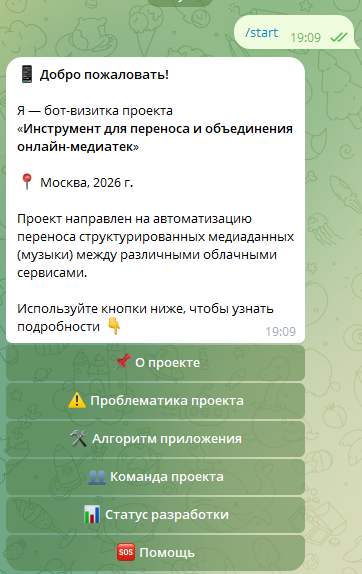 /start
19:09
📱 Добро пожаловать!
Я — бот-визитка проекта
«Инструмент для переноса и объединения
онлайн-медиатек»
📍 Москва, 2026 г.
Проект направлен на автоматизацию
переноса структурированных медиаданных
(музыки) между различными облачными
сервисами.
Используйте кнопки ниже, чтобы узнать
подробности 👇
19:09
📌 О проекте
⚠️ Проблематика проекта
🛠 Алгоритм приложения
👥 Команда проекта
📊 Статус разработки
🆘 Помощь